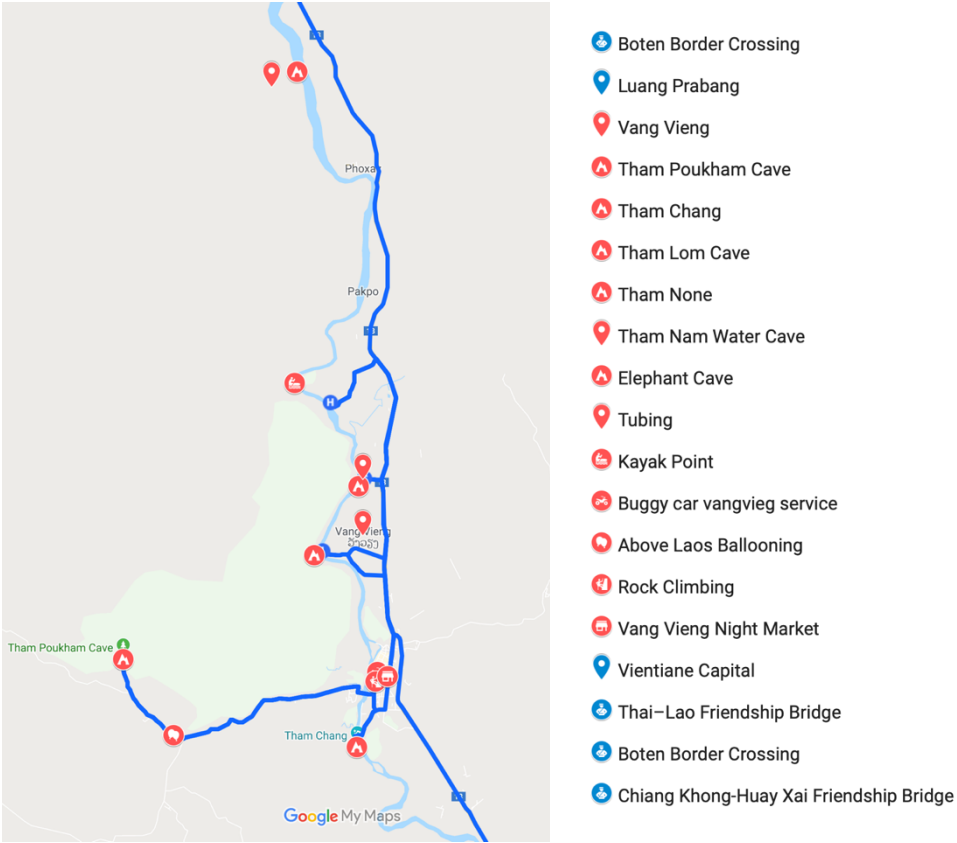 Phoxay
Pakpo
Vang Vieng
ວັງວຽງ
Tham Poukham Cave
Tham Chang
Google My Maps
H
Boten Border Crossing
Luang Prabang
Vang Vieng
Tham Poukham Cave
Tham Chang
Tham Lom Cave
Tham None
Tham Nam Water Cave
Elephant Cave
Tubing
Kayak Point
Buggy car vangvieg service
Above Laos Ballooning
Rock Climbing
Vang Vieng Night Market
Vientiane Capital
Thai–Lao Friendship Bridge
Boten Border Crossing
Chiang Khong-Huay Xai Friendship Bridge